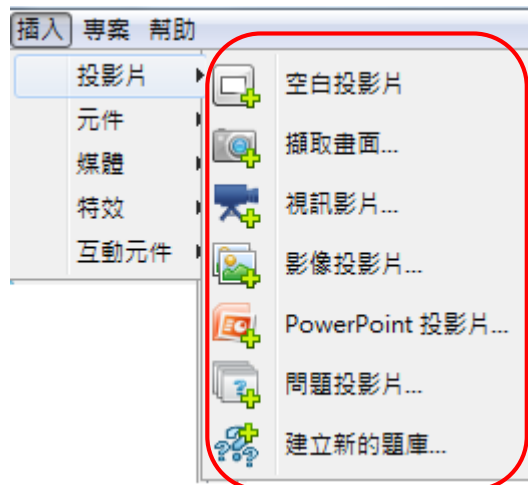 插入 專案 幫助
投影片
元件
媒體
特效
互動元件
空白投影片
擷取畫面...
視訊影片...
影像投影片...
PowerPoint 投影片...
問題投影片...
建立新的題庫...